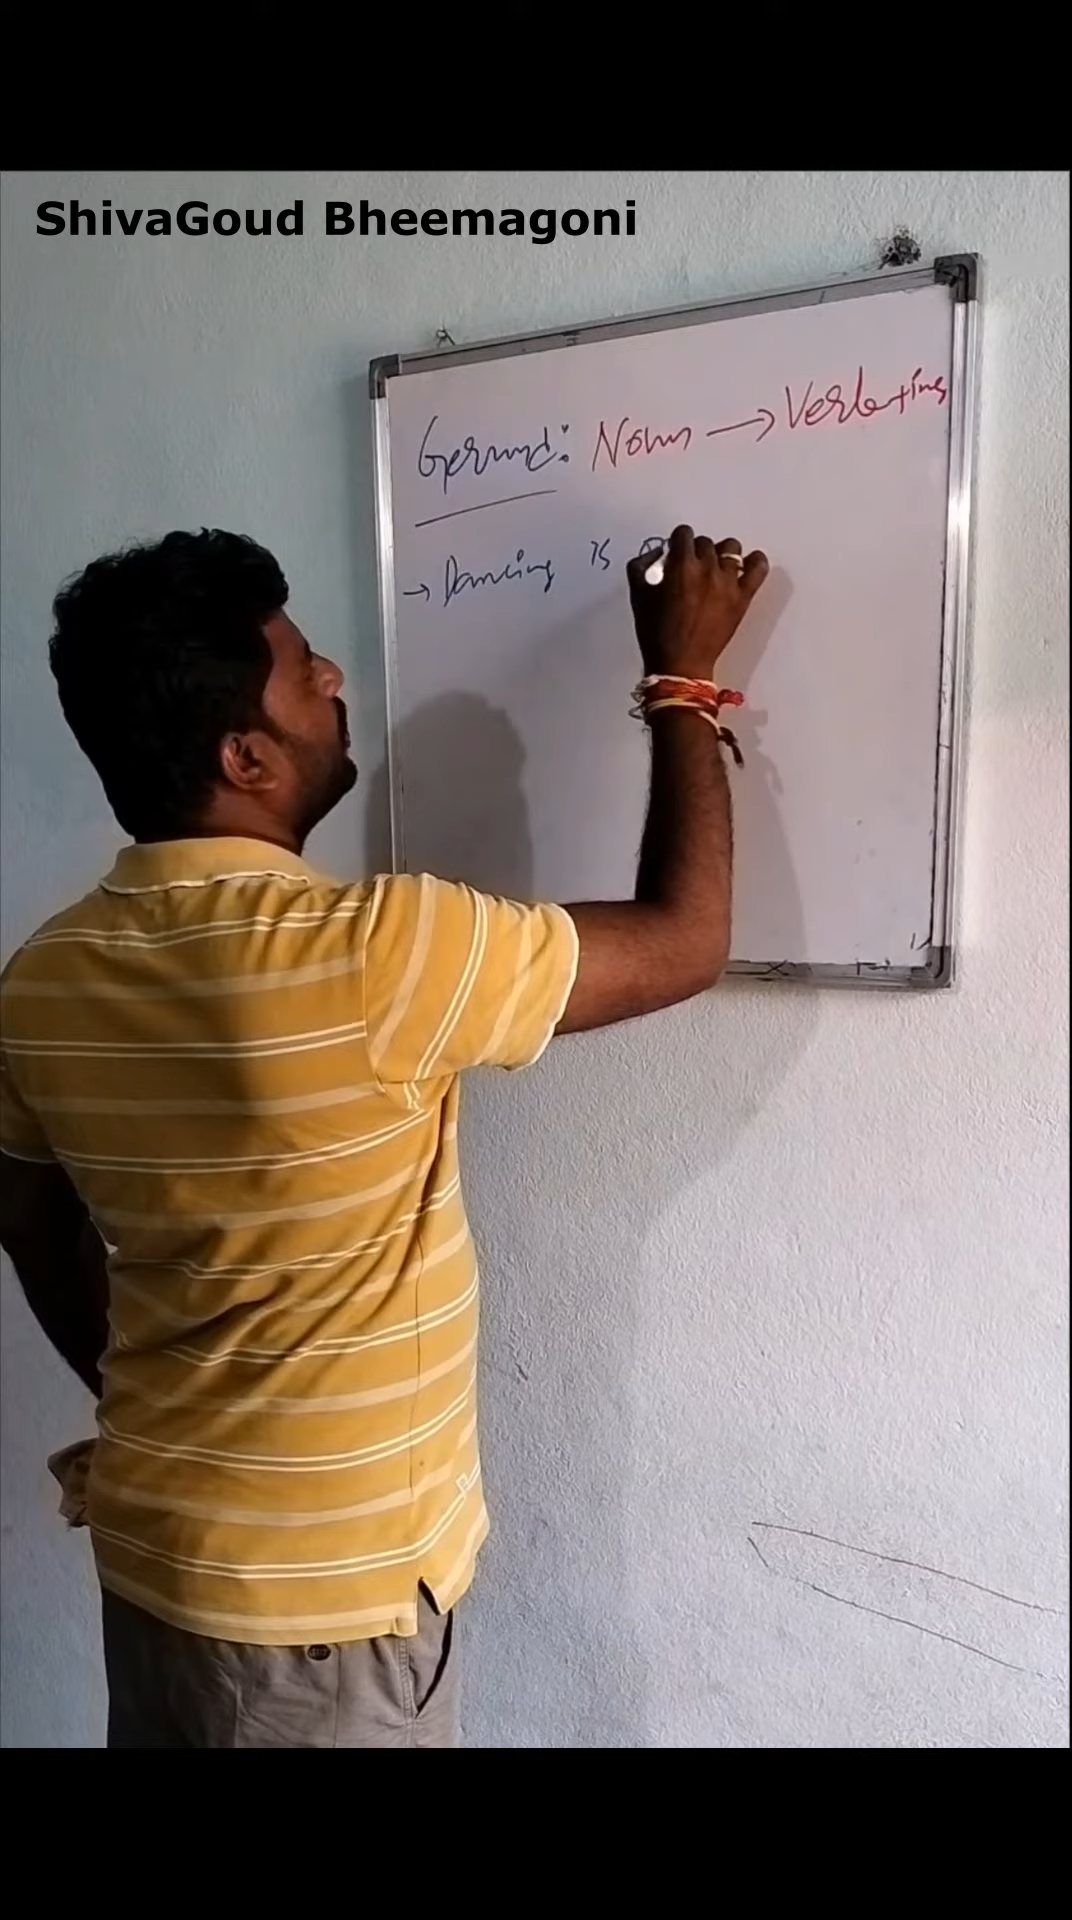 ShivaGoud Bheemagoni
Gerund: Noun → Verb+ing
→ Dancing is